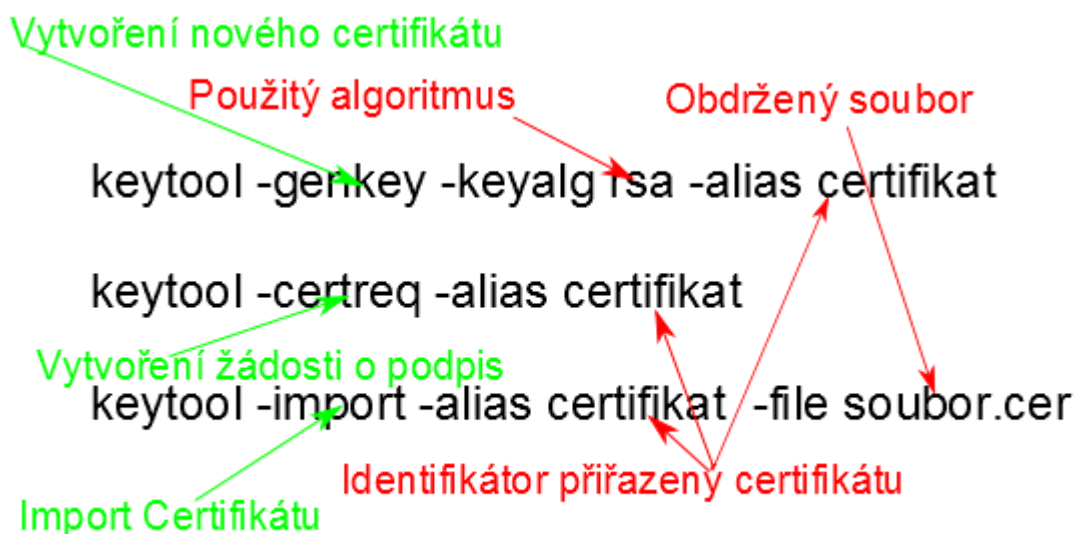 Vytvoření nového certifikátu
Použitý algoritmus
Obdržený soubor
keytool -genkey -keyalg rsa -alias certifikat
keytool -certreq -alias certifikat
Vytvoření žádosti o podpis
keytool -import -alias certifikat -file soubor.cer
Identifikátor přiřazený certifikátu
Import Certifikátu